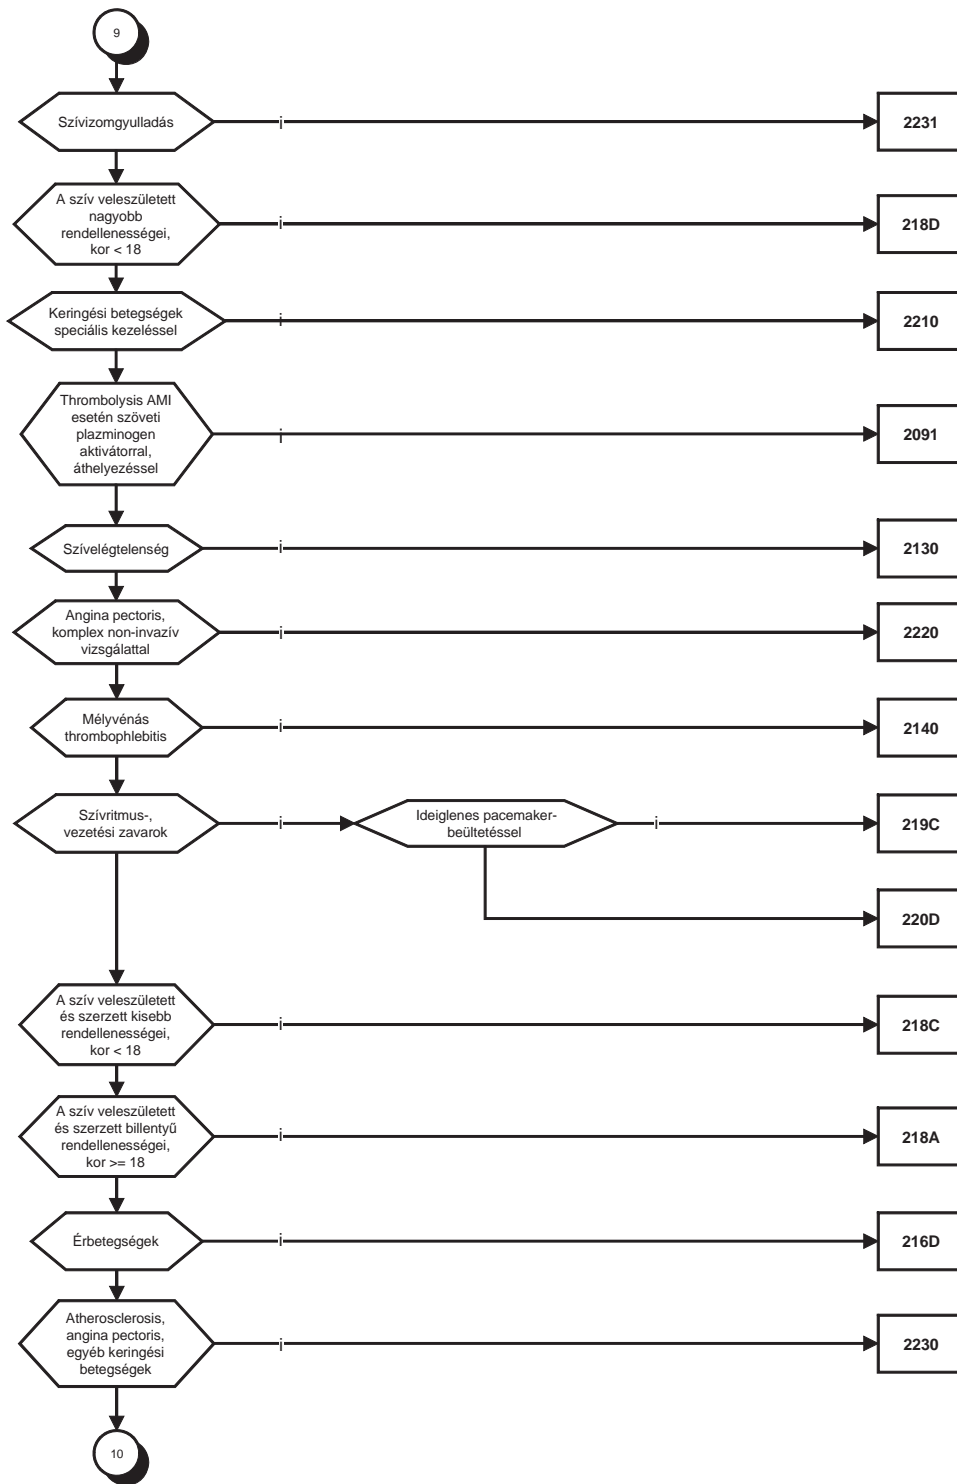 9
Szívizomgyulladás
i
2231
A szív veleszületett
nagyobb
rendellenességei,
kor < 18
i
218D
Keringési betegségek
speciális kezeléssel
i
2210
Thrombolysis AMI
esetén szöveti
plazminogen
aktivátorral,
áthelyezéssel
i
2091
Szívelégtelenség
i
2130
Angina pectoris,
komplex non-invazív
vizsgálattal
i
2220
Mélyvénás
thrombophlebitis
i
2140
Szívritmus-,
vezetési zavarok
i
Ideiglenes pacemaker-
beültetéssel
i
219C
220D
A szív veleszületett
és szerzett kisebb
rendellenességei,
kor < 18
i
218C
A szív veleszületett
és szerzett billentyű
rendellenességei,
kor >= 18
i
218A
Érbetegségek
i
216D
Atherosclerosis,
angina pectoris,
egyéb keringési
betegségek
i
2230
10